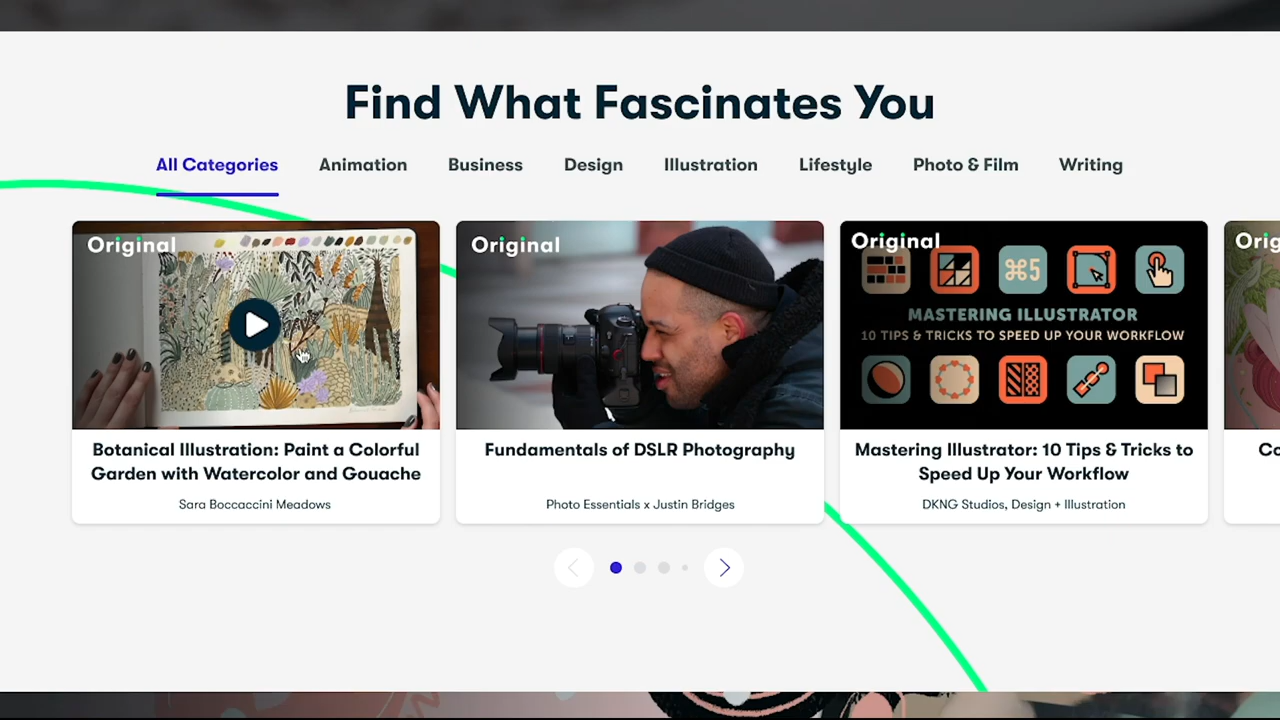 Find What Fascinates You
All Categories Animation Business Design Illustration Lifestyle Photo & Film Writing
Original
Original
Original
⌘5
MASTERING ILLUSTRATOR
10 TIPS & TRICKS TO SPEED UP YOUR WORKFLOW
Botanical Illustration: Paint a Colorful
Garden with Watercolor and Gouache
Sara Boccaccini Meadows
Fundamentals of DSLR Photography
Photo Essentials x Justin Bridges
Mastering Illustrator: 10 Tips & Tricks to
Speed Up Your Workflow
DKNG Studios, Design + Illustration